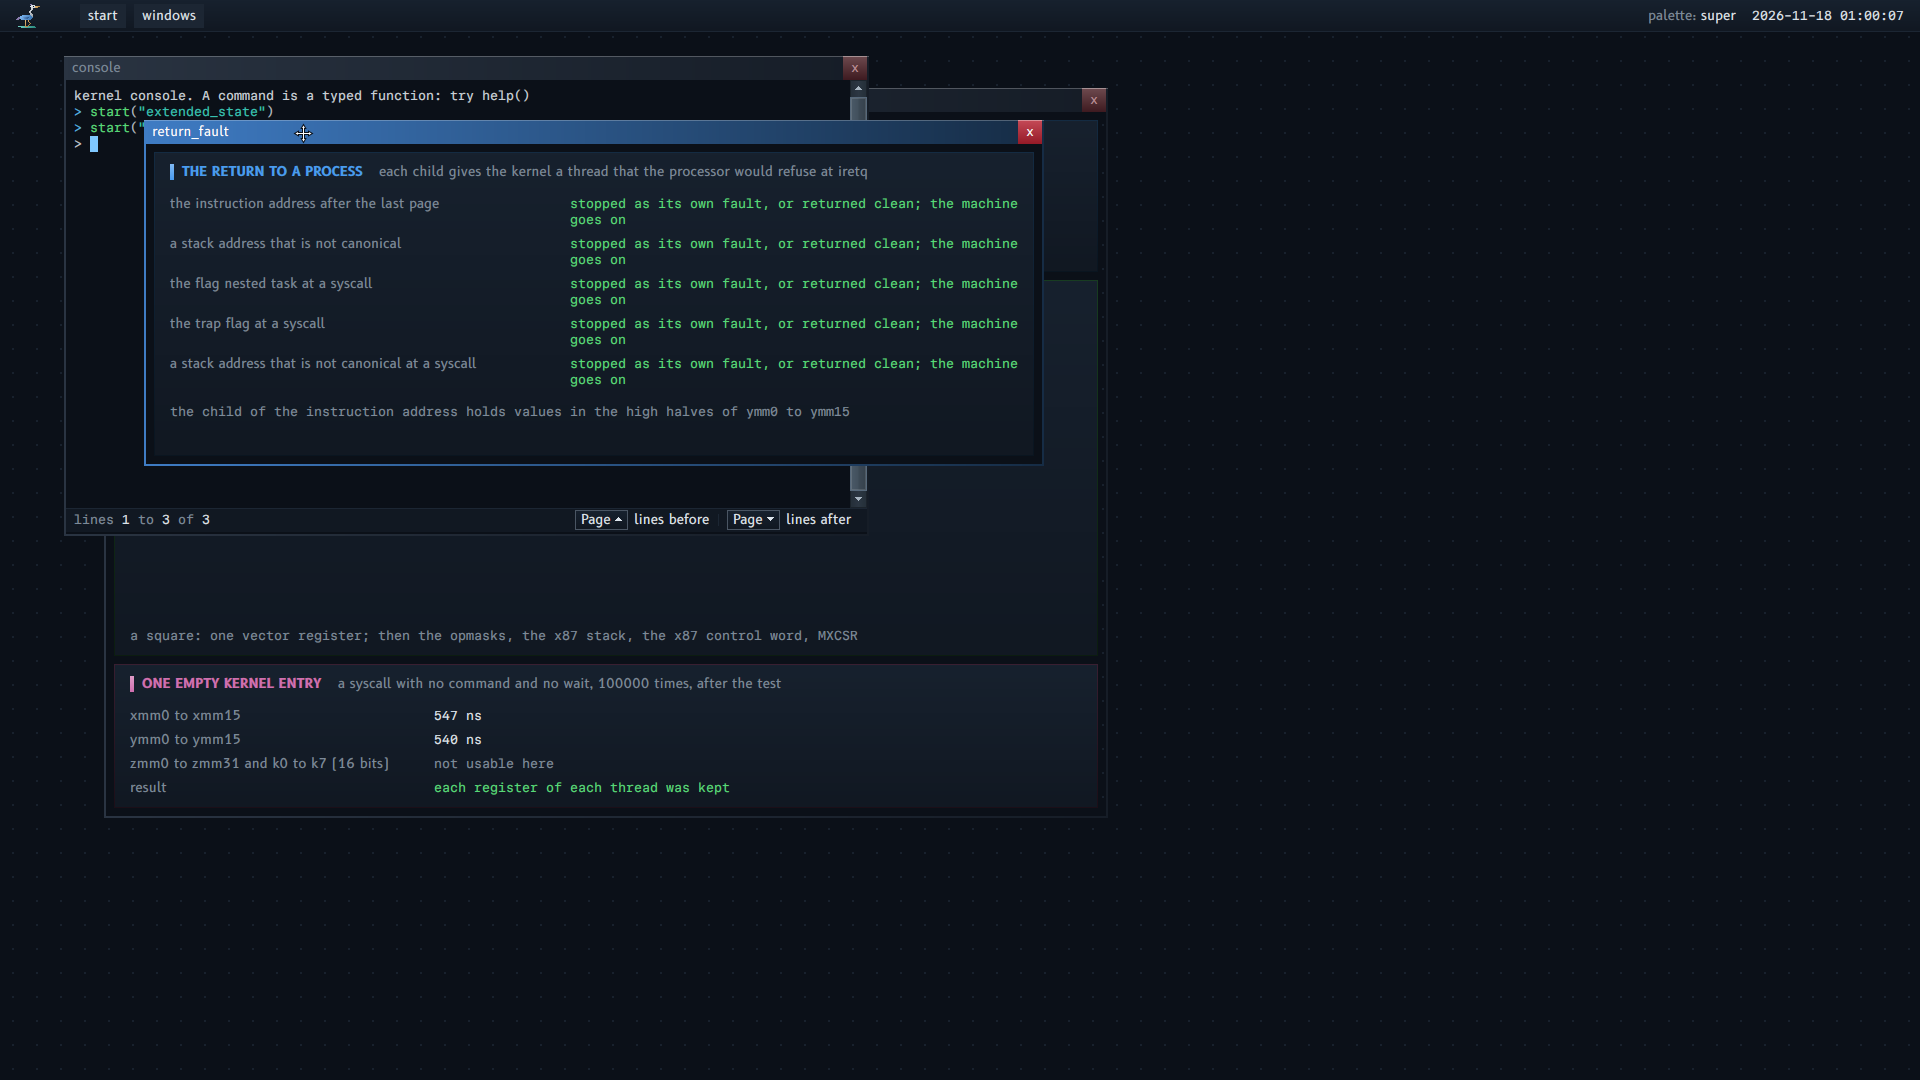 start windows palette: super 2026-11-18 01:00:07
console x
kernel console. A command is a typed function: try help()
> start("extended_state")
> start("
>
x
return_fault x
THE RETURN TO A PROCESS each child gives the kernel a thread that the processor would refuse at iretq
the instruction address after the last page stopped as its own fault, or returned clean; the machine
goes on
a stack address that is not canonical stopped as its own fault, or returned clean; the machine
goes on
the flag nested task at a syscall stopped as its own fault, or returned clean; the machine
goes on
the trap flag at a syscall stopped as its own fault, or returned clean; the machine
goes on
a stack address that is not canonical at a syscall stopped as its own fault, or returned clean; the machine
goes on
the child of the instruction address holds values in the high halves of ymm0 to ymm15
lines 1 to 3 of 3 Page lines before Page lines after
a square: one vector register; then the opmasks, the x87 stack, the x87 control word, MXCSR
ONE EMPTY KERNEL ENTRY a syscall with no command and no wait, 100000 times, after the test
xmm0 to xmm15 547 ns
ymm0 to ymm15 540 ns
zmm0 to zmm31 and k0 to k7 [16 bits] not usable here
result each register of each thread was kept